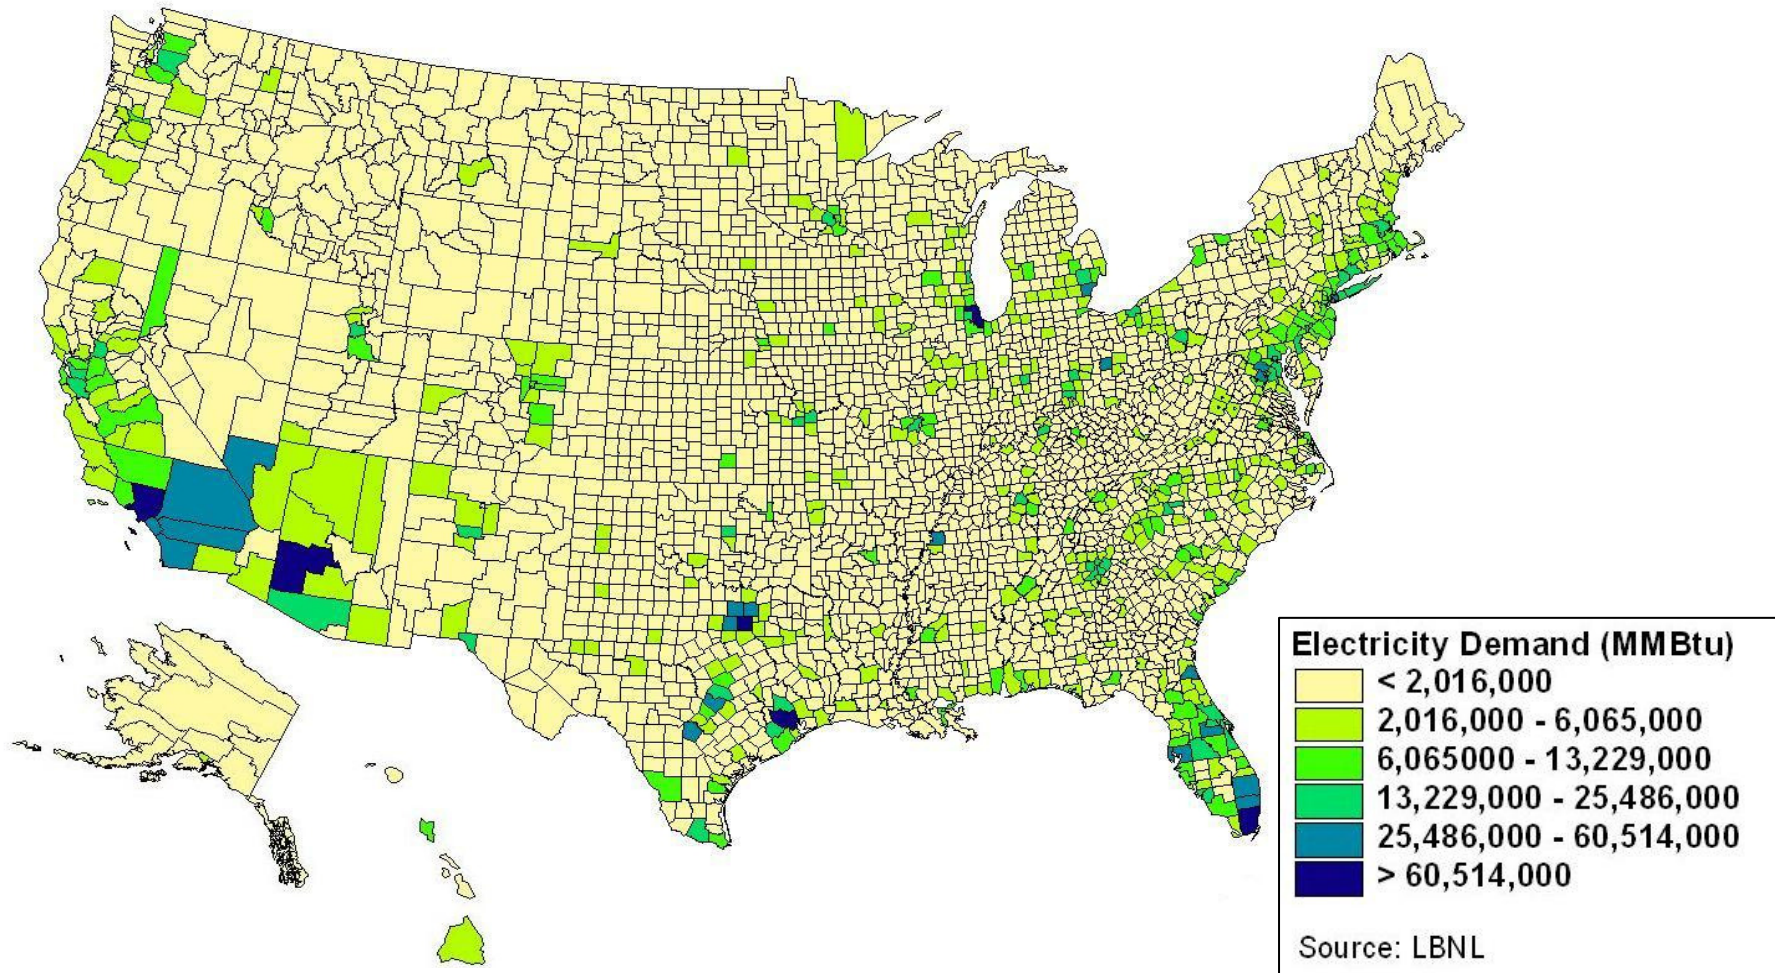 Electricity Demand (MMBtu)
< 2,016,000
2,016,000 - 6,065,000
6,065000 - 13,229,000
13,229,000 - 25,486,000
25,486,000 - 60,514,000
> 60,514,000
Source: LBNL